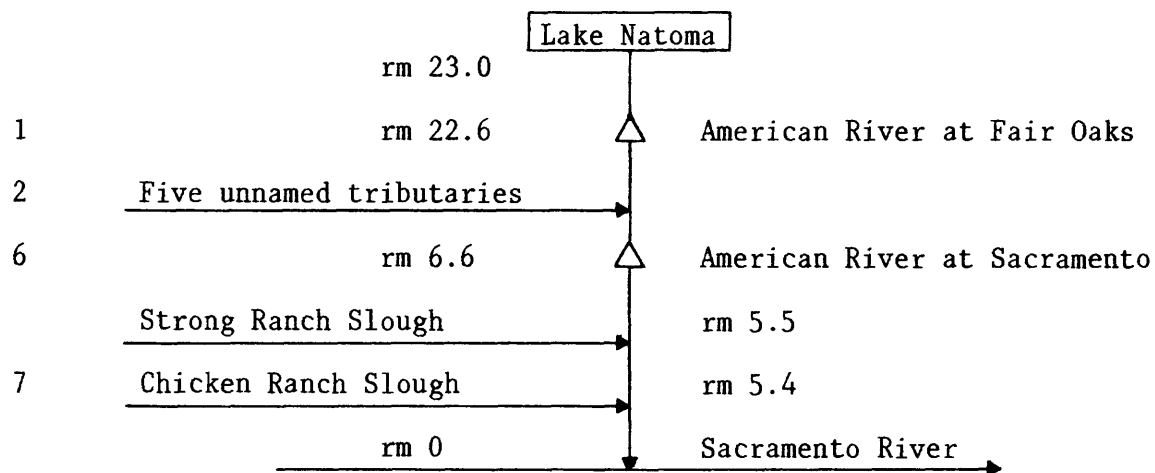 Lake Natoma
rm 23.0
1 rm 22.6 American River at Fair Oaks
2 Five unnamed tributaries
6 rm 6.6 American River at Sacramento
Strong Ranch Slough rm 5.5
7 Chicken Ranch Slough rm 5.4
rm 0 Sacramento River